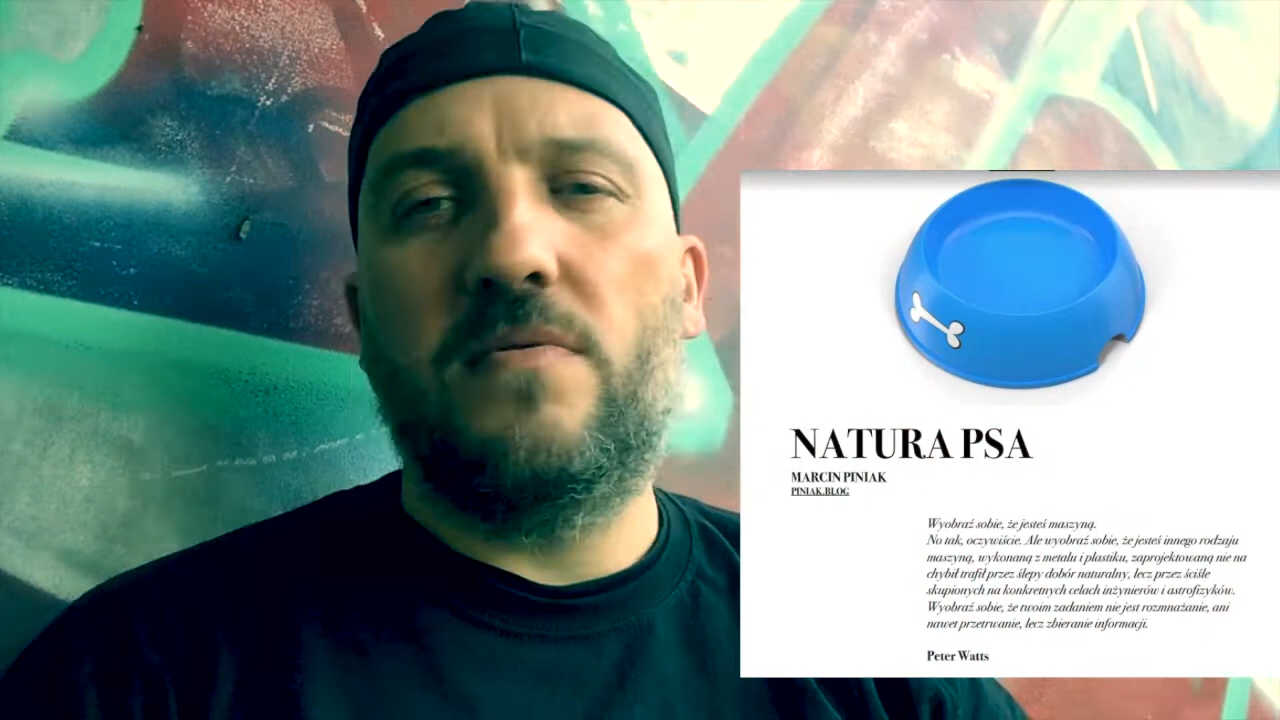 NATURA PSA
MARCIN PINIAK
PINIAK.BLOG
Wyobraź sobie, że jesteś maszyną.
No tak, oczywiście. Ale wyobraź sobie, że jesteś innego rodzaju
maszyną, wykonaną z metalu i plastiku, zaprojektowaną nie na
chybił trafił przez ślepy dobór naturalny, lecz przez ściśle
skupionych na konkretnych celach inżynierów i astrofizyków.
Wyobraź sobie, że twoim zadaniem nie jest rozmnażanie, ani
nawet przetrwanie, lecz zbieranie informacji.
Peter Watts